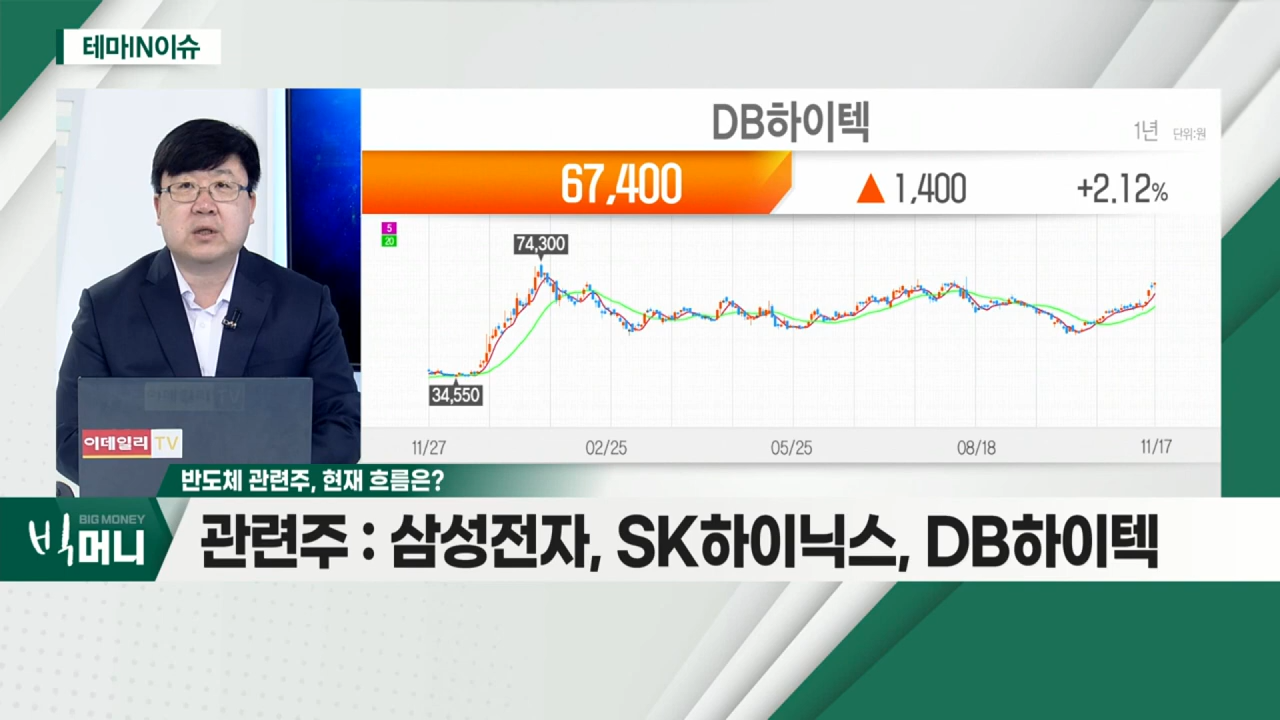 테마IN이슈
DB하이텍
1년 단위:원
67,400 ▲ 1,400 +2.12%
5
20
74,300
34,550
11/27 02/25 05/25 08/18 11/17
이데일리TV
반도체 관련주, 현재 흐름은?
BIG MONEY
빅머니
관련주 : 삼성전자, SK하이닉스, DB하이텍